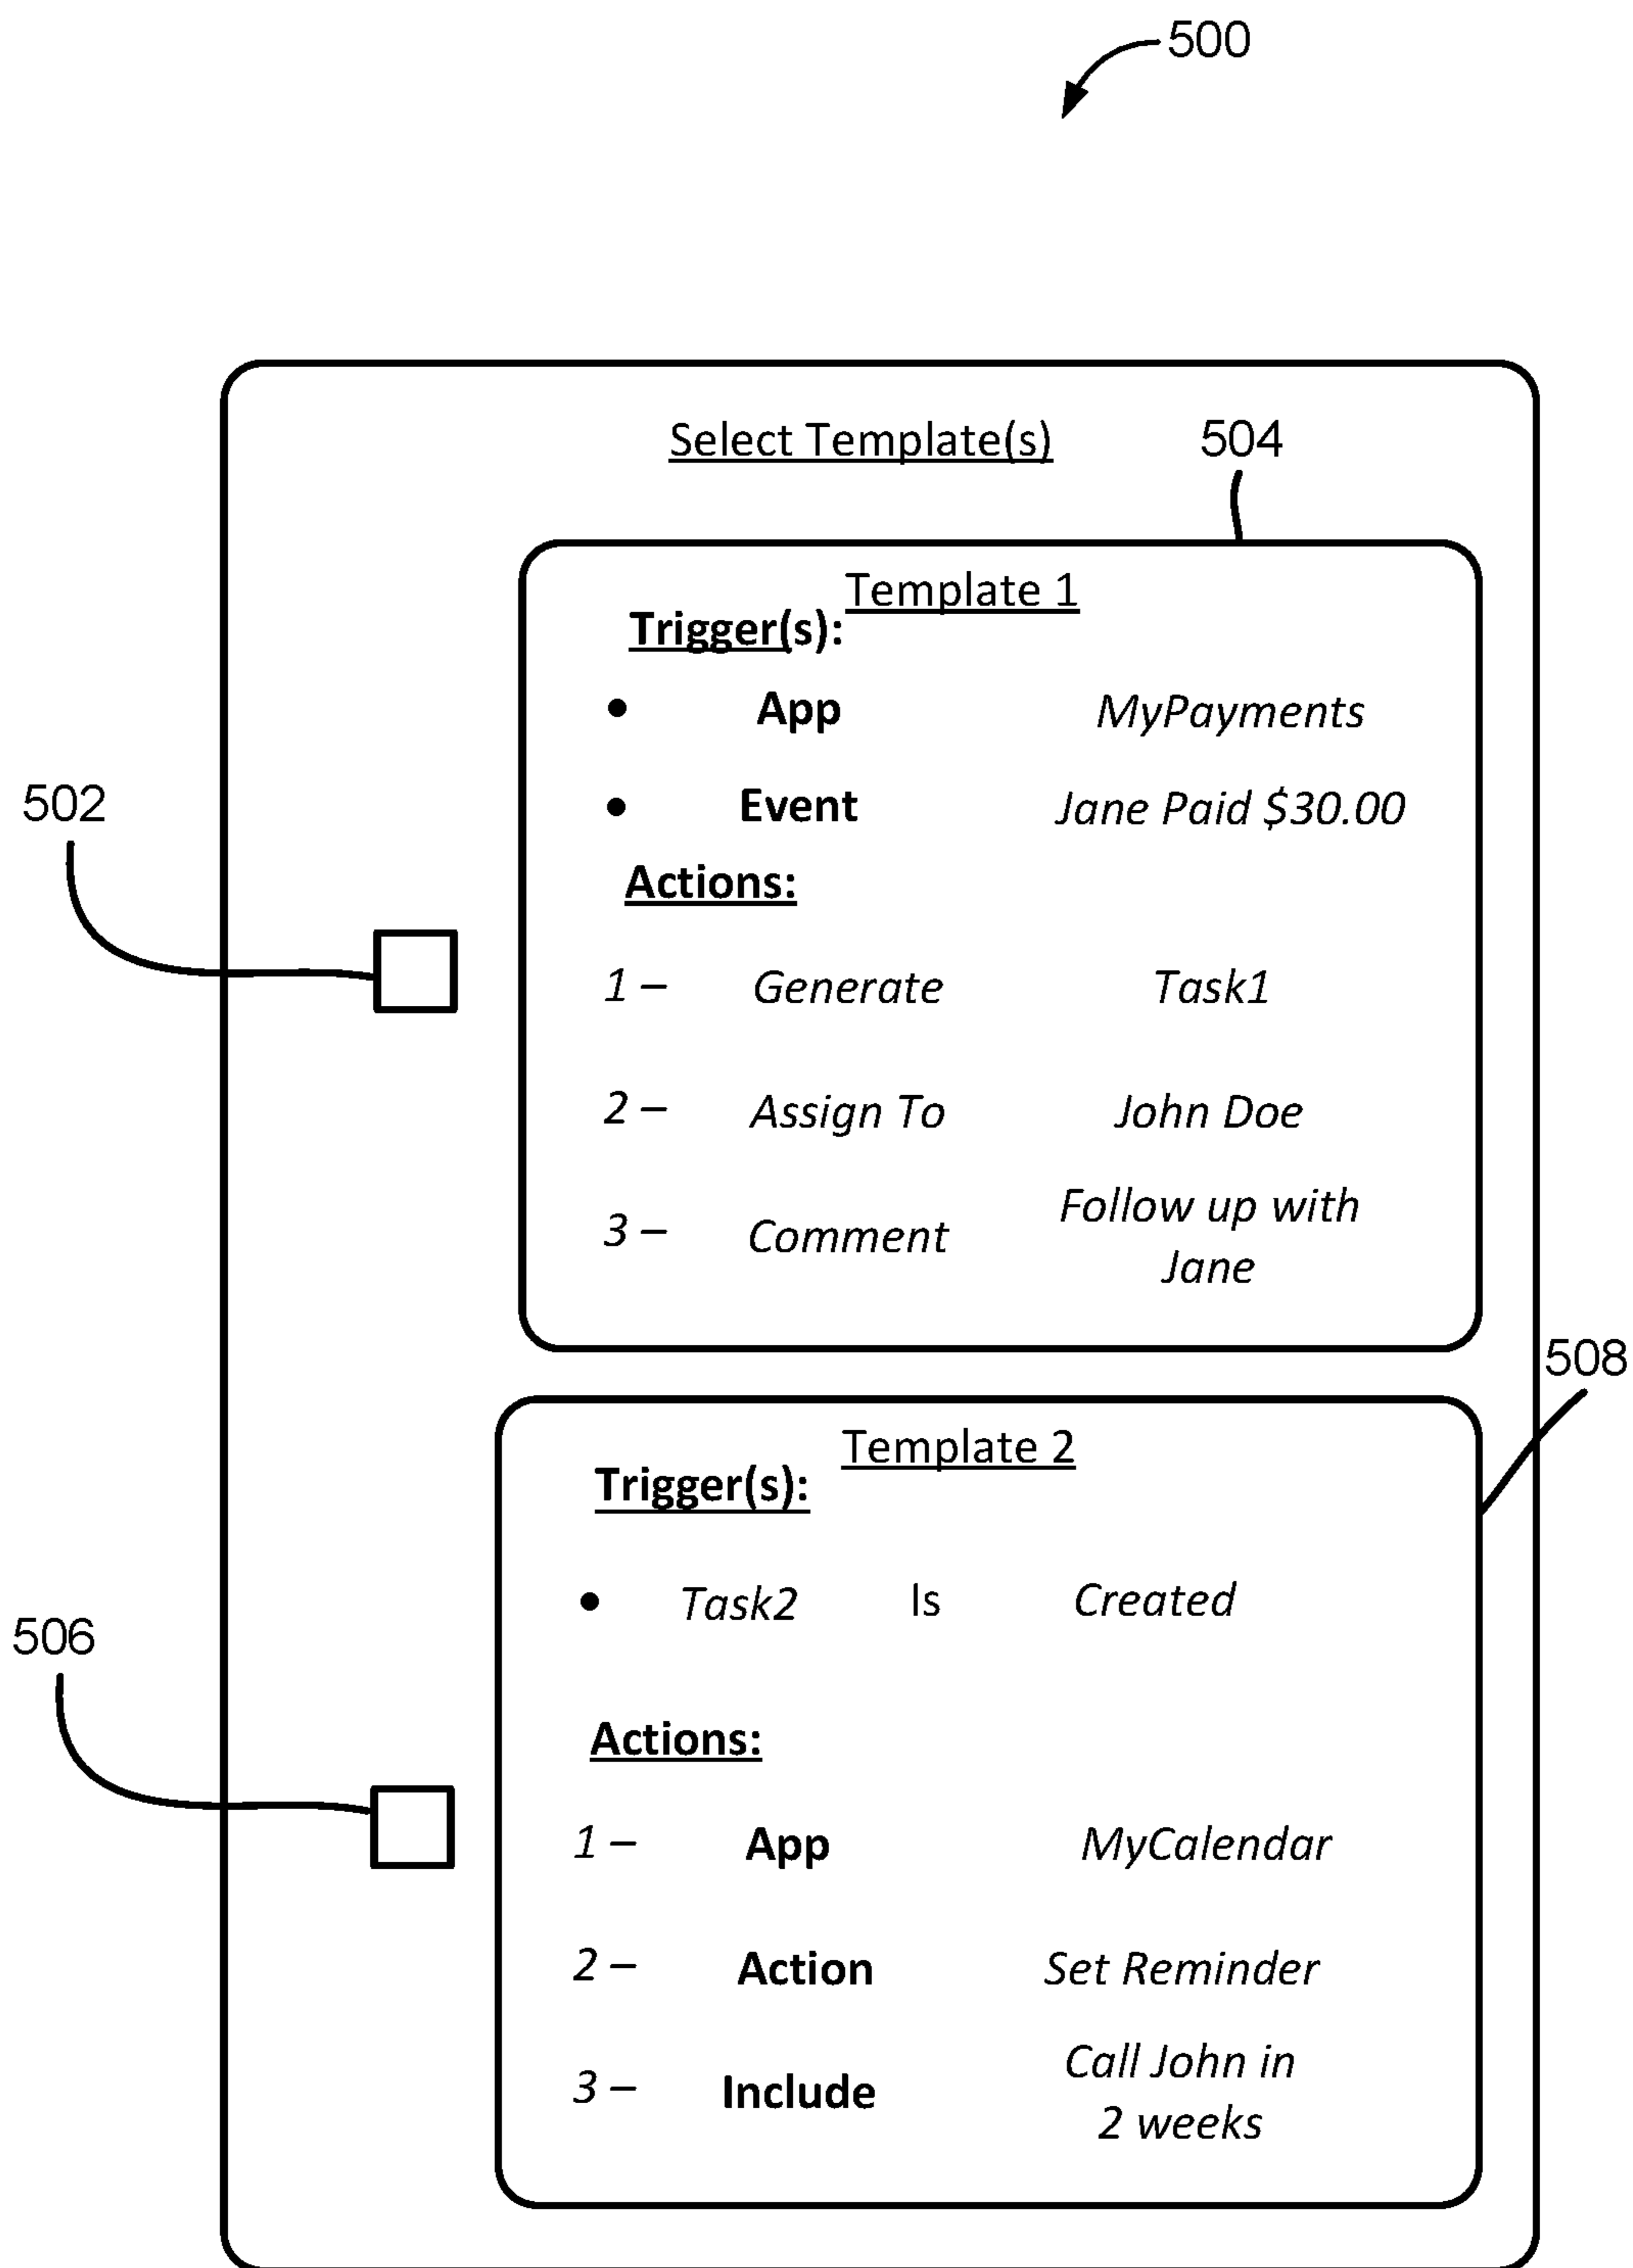 500
Select Template(s)
504
Template 1
Trigger(s):
• App MyPayments
502
• Event Jane Paid $30.00
Actions:
1 – Generate Task1
2 – Assign To John Doe
3 – Comment Follow up with
Jane
508
Template 2
Trigger(s):
• Task2 Is Created
506
Actions:
1 – App MyCalendar
2 – Action Set Reminder
3 – Include Call John in
2 weeks